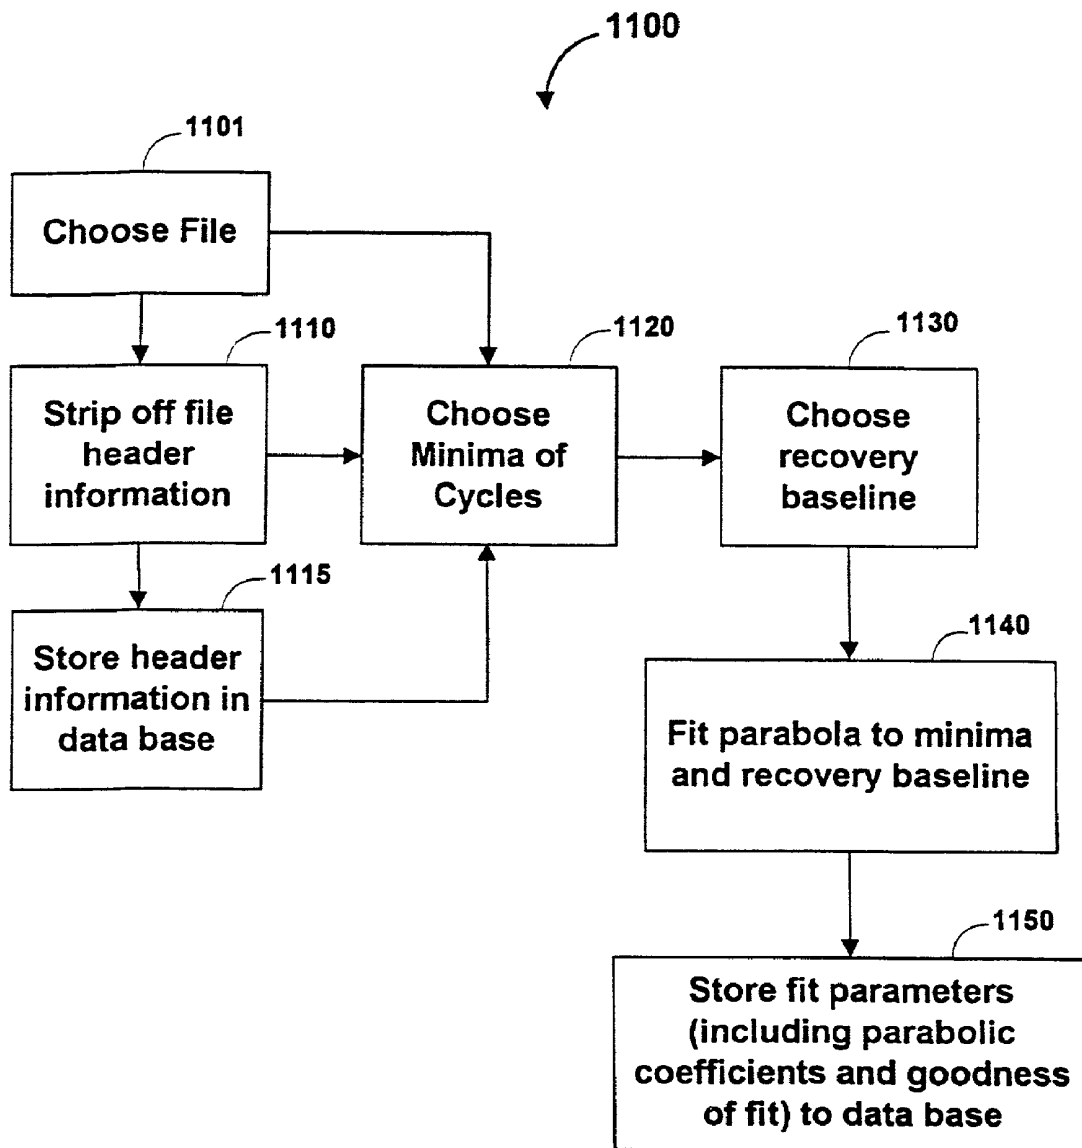 1100
1101
Choose File
1110
Strip off file
header
information
1120
Choose
Minima of
Cycles
1130
Choose
recovery
baseline
1115
Store header
information in
data base
1140
Fit parabola to minima
and recovery baseline
1150
Store fit parameters
(including parabolic
coefficients and goodness
of fit) to data base